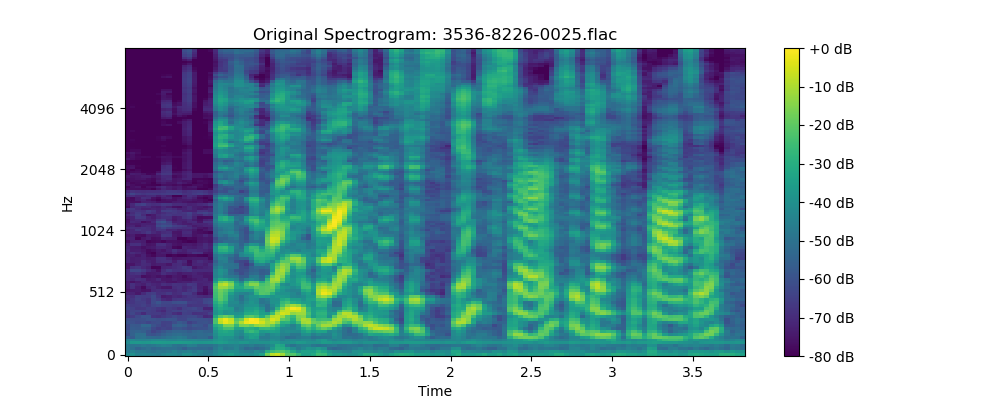 Original Spectrogram: 3536-8226-0025.flac
Hz
4096
2048
1024
512
0
0 0.5 1 1.5 2 2.5 3 3.5
Time
+0 dB
-10 dB
-20 dB
-30 dB
-40 dB
-50 dB
-60 dB
-70 dB
-80 dB